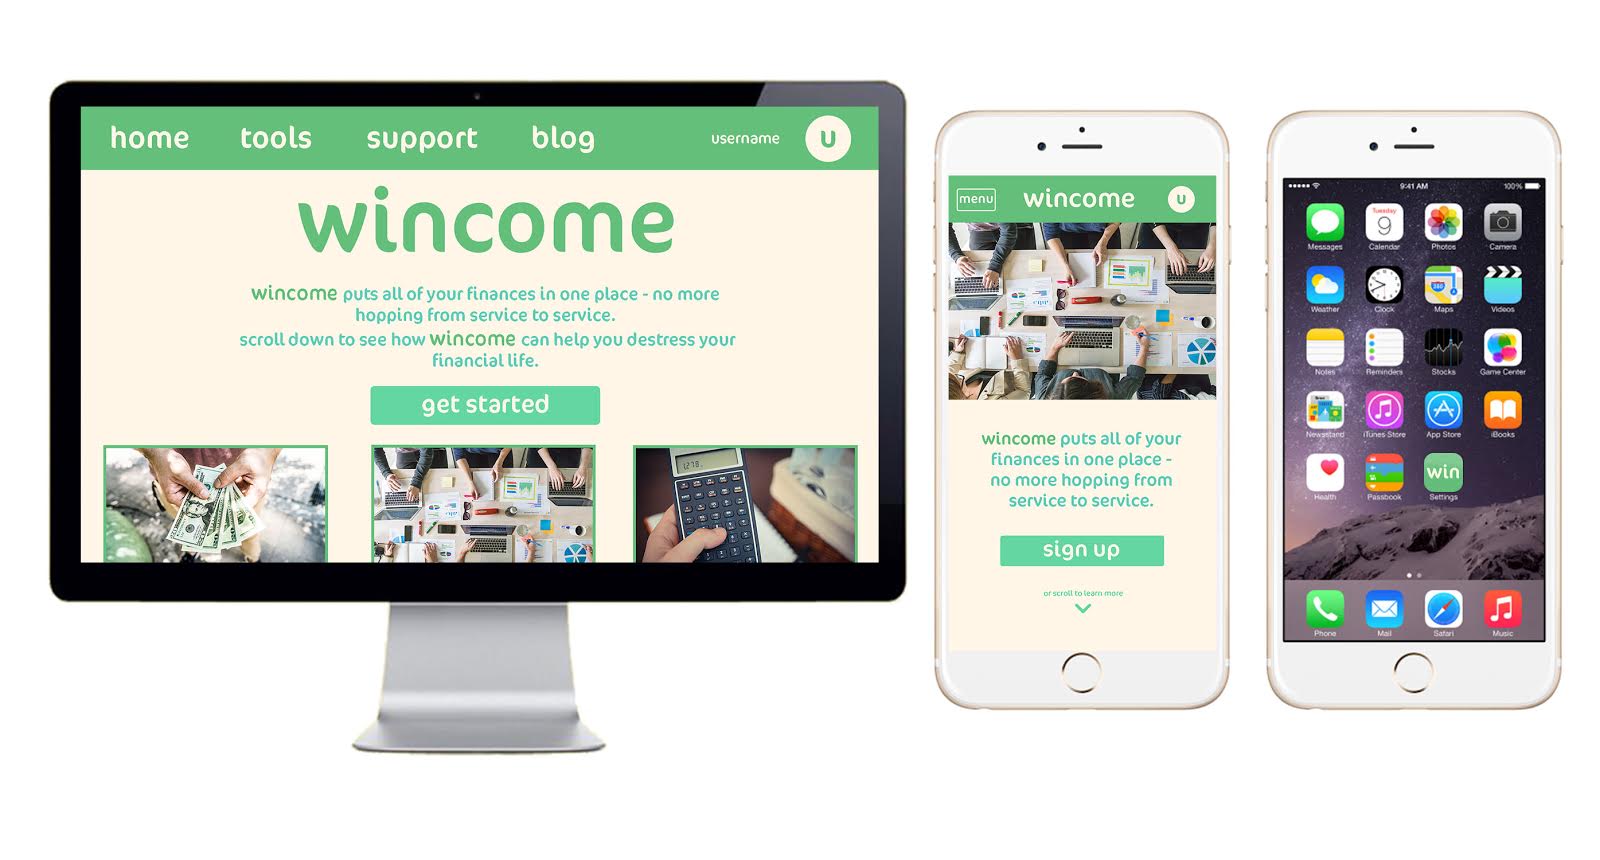 home tools support blog username U
wincome
wincome puts all of your finances in one place - no more
hopping from service to service.
scroll down to see how wincome can help you destress your
financial life.
get started
1,278.
menu wincome U
wincome puts all of your
finances in one place -
no more hopping from
service to service.
sign up
or scroll to learn more
9:41 AM 100%
Tuesday
9
Messages Calendar Photos Camera
280
Weather Clock Maps Videos
Notes Reminders Stocks Game Center
Newsstand iTunes Store App Store iBooks
win
Health Passbook Settings
Phone Mail Safari Music